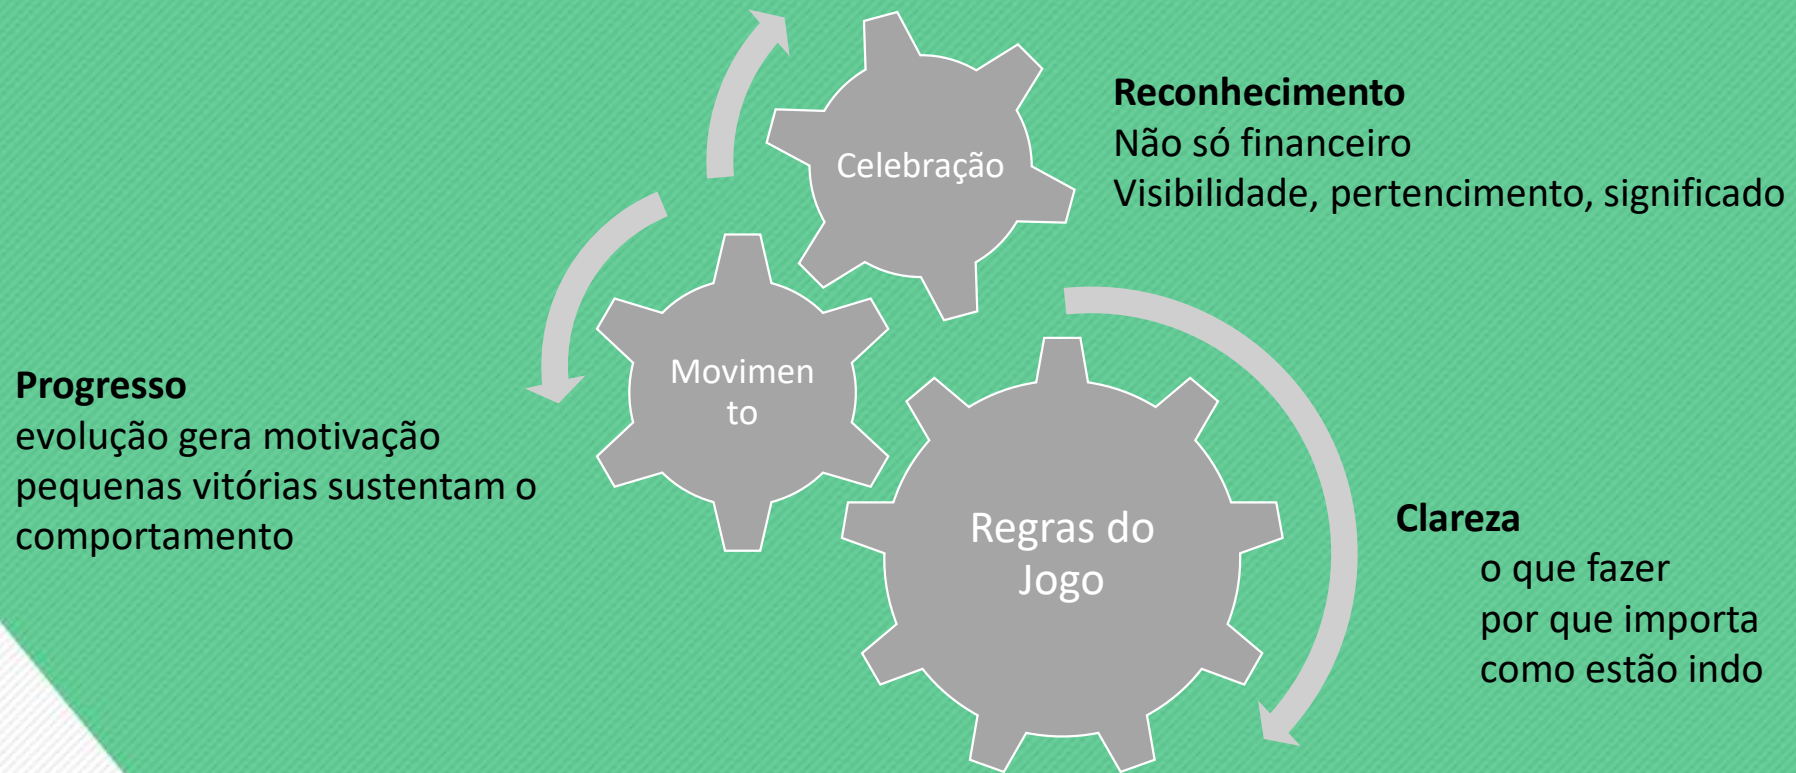 Celebração
Reconhecimento
Não só financeiro
Visibilidade, pertencimento, significado
Movimen
to
Progresso
evolução gera motivação
pequenas vitórias sustentam o
comportamento
Regras do
Jogo
Clareza
o que fazer
por que importa
como estão indo